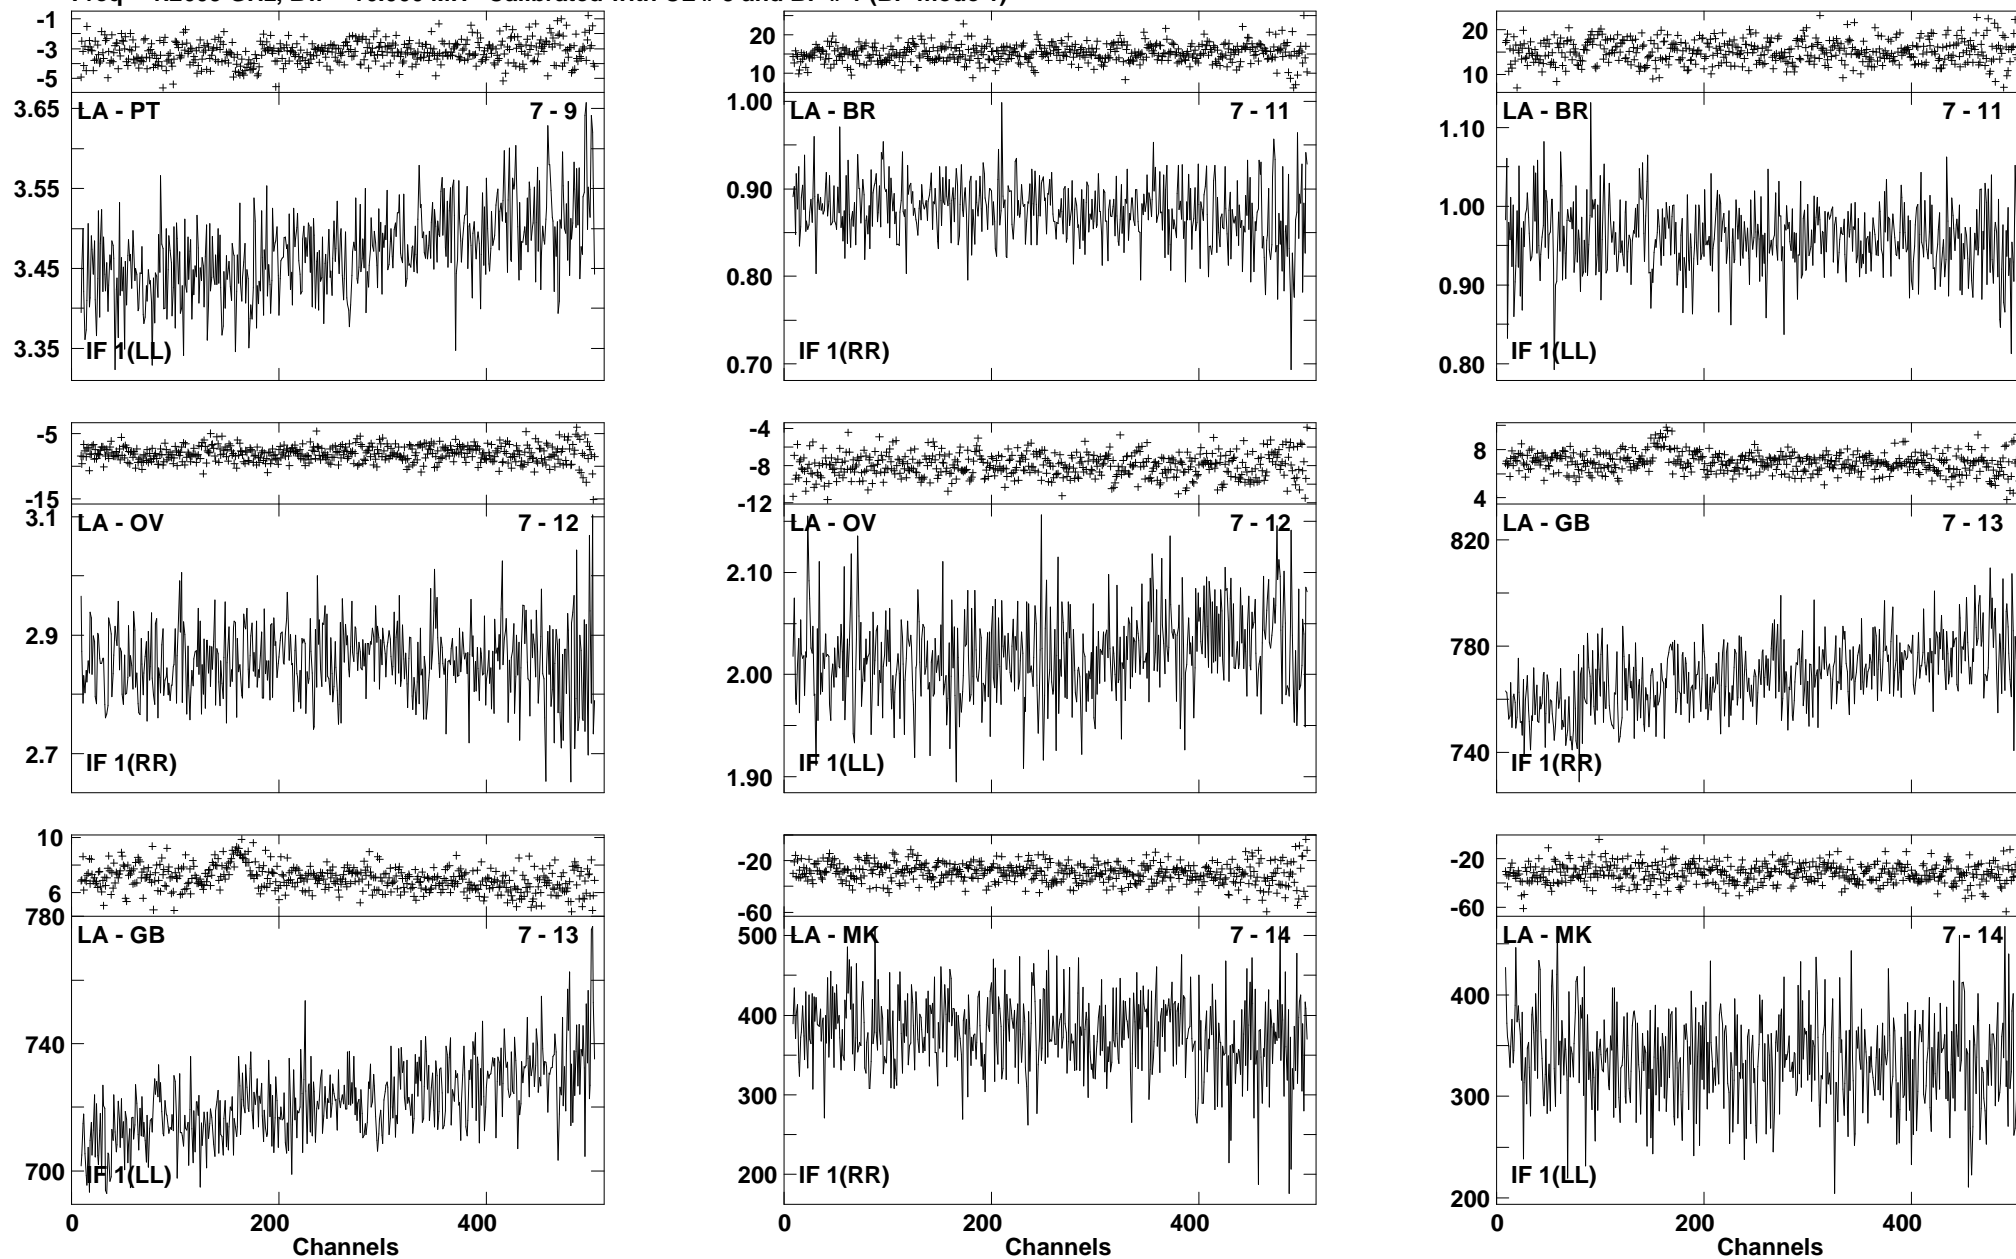 -1
-3
-5
3.65
3.55
3.45
3.35
LA - PT 7 - 9
IF 1(LL)
20
10
1.00
0.90
0.80
0.70
LA - BR 7 - 11
IF 1(RR)
20
10
1.10
1.00
0.90
0.80
LA - BR 7 - 11
IF 1(LL)
-5
-15
3.1
2.9
2.7
LA - OV 7 - 12
IF 1(RR)
-4
-8
-12
2.10
2.00
1.90
LA - OV 7 - 12
IF 1(LL)
8
4
820
780
740
LA - GB 7 - 13
IF 1(RR)
10
6
780
740
700
LA - GB 7 - 13
IF 1(LL)
0 200 400
Channels
-20
-60
500
400
300
200
LA - MK 7 - 14
IF 1(RR)
0 200 400
Channels
-20
-60
400
300
200
LA - MK 7 - 14
IF 1(LL)
0 200 400
Channels